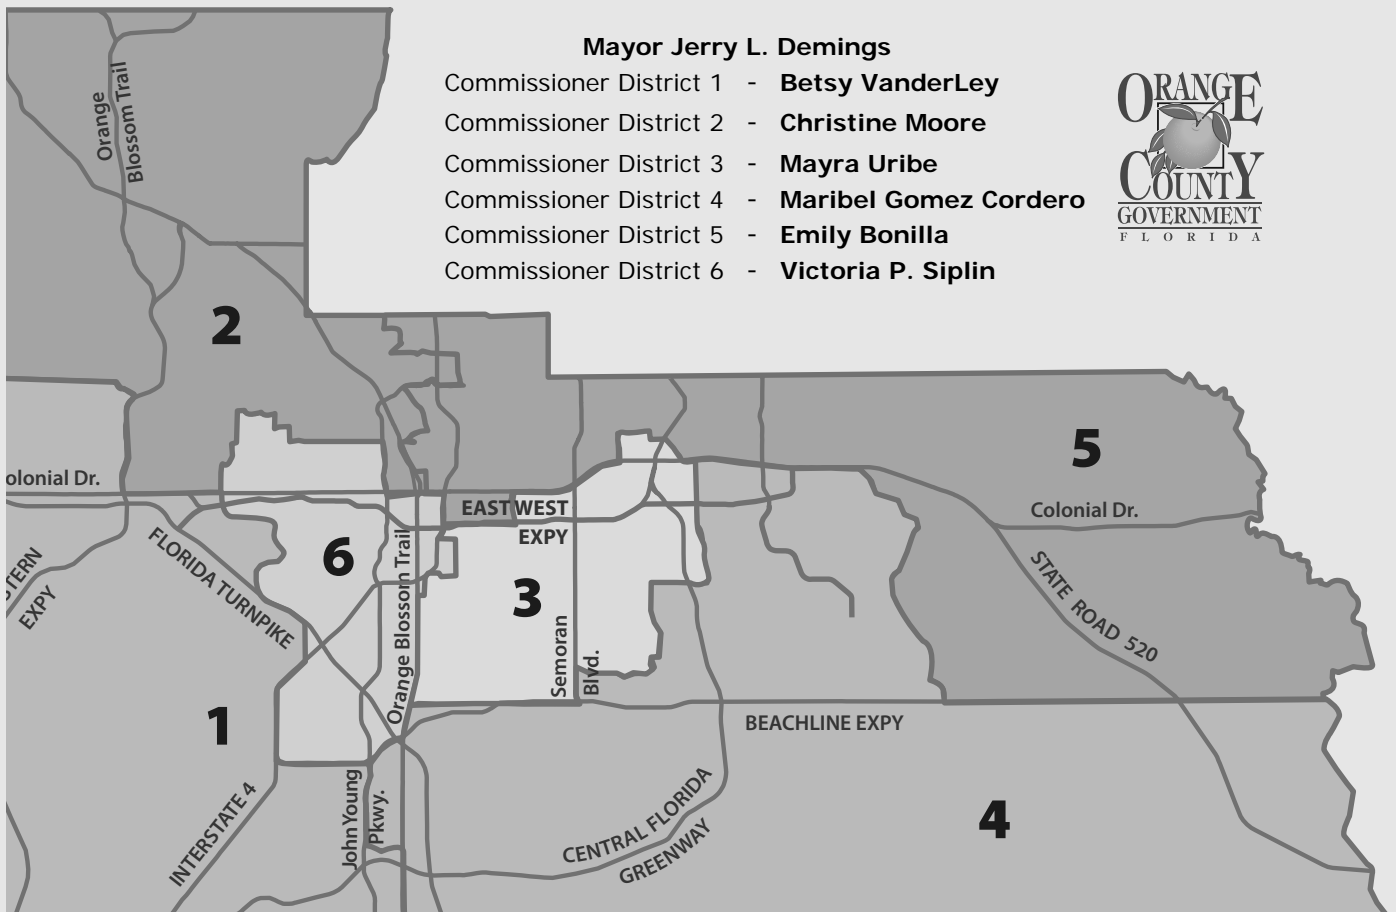 Mayor Jerry L. Demings
Commissioner District 1 - Betsy VanderLey
Commissioner District 2 - Christine Moore
Commissioner District 3 - Mayra Uribe
Commissioner District 4 - Maribel Gomez Cordero
Commissioner District 5 - Emily Bonilla
Commissioner District 6 - Victoria P. Siplin
ORANGE
COUNTY
GOVERNMENT
FLORIDA
Orange
Blossom Trail
2
5
olonial Dr.
Colonial Dr.
EAST WEST
EXPY
FLORIDA TURNPIKE
6
3
STERN
EXPY
Orange Blossom Trail
Semoran
Blvd.
STATE ROAD 520
1
BEACHLINE EXPY
INTERSTATE 4
John Young
Pkwy.
CENTRAL FLORIDA
GREENWAY
4